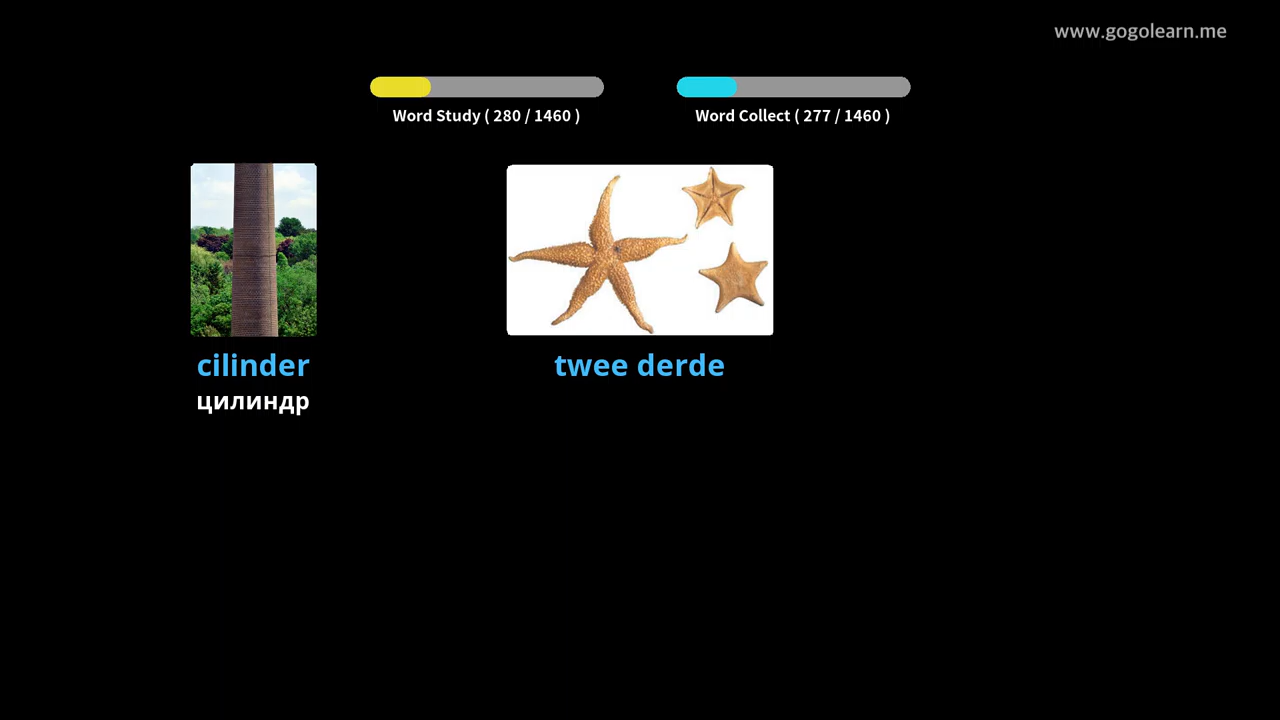 www.gogolearn.me
Word Study ( 280 / 1460 )
Word Collect ( 277 / 1460 )
cilinder
цилиндр
twee derde